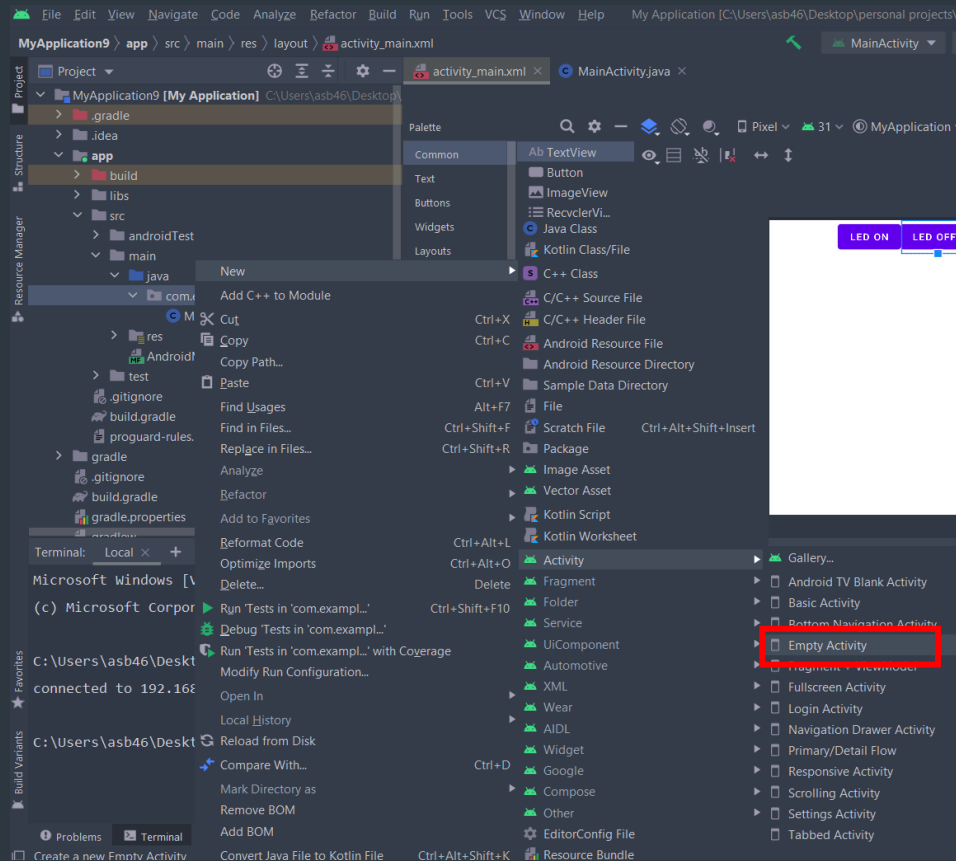 File Edit View Navigate Code Analyze Refactor Build Run Tools VCS Window Help My Application [C:\Users\asb46\Desktop\personal projects\
MyApplication9 app src main res layout activity_main.xml MainActivity
Project
activity_main.xml MainActivity.java
MyApplication9 [My Application] C:\Users\asb46\Desktop\
.gradle
.idea
app
build
libs
src
androidTest
main
java
com.e
M
res
AndroidM
test
.gitignore
build.gradle
proguard-rules.
gradle
.gitignore
build.gradle
gradle.properties
gradlew
Project
Structure
Resource Manager
Favorites
Build Variants
Palette
Pixel 31 MyApplication
Common
Text
Buttons
Widgets
Layouts
Ab TextView
Button
ImageView
RecyclerVi...
LED ON LED OFF
New
Add C++ to Module
Cut Ctrl+X
Copy Ctrl+C
Copy Path...
Paste Ctrl+V
Find Usages Alt+F7
Find in Files... Ctrl+Shift+F
Replace in Files... Ctrl+Shift+R
Analyze
Refactor
Add to Favorites
Reformat Code Ctrl+Alt+L
Optimize Imports Ctrl+Alt+O
Delete... Delete
Run 'Tests in 'com.exampl...' Ctrl+Shift+F10
Debug 'Tests in 'com.exampl...'
Run 'Tests in 'com.exampl...' with Coverage
Modify Run Configuration...
Open In
Local History
Reload from Disk
Compare With... Ctrl+D
Mark Directory as
Remove BOM
Add BOM
Convert Java File to Kotlin File Ctrl+Alt+Shift+K
Java Class
Kotlin Class/File
C++ Class
C/C++ Source File
C/C++ Header File
Android Resource File
Android Resource Directory
Sample Data Directory
File
Scratch File Ctrl+Alt+Shift+Insert
Package
Image Asset
Vector Asset
Kotlin Script
Kotlin Worksheet
Activity
Fragment
Folder
Service
UiComponent
Automotive
XML
Wear
AIDL
Widget
Google
Compose
Other
EditorConfig File
Resource Bundle
Gallery...
Android TV Blank Activity
Basic Activity
Bottom Navigation Activity
Empty Activity
Fragment + ViewModel
Fullscreen Activity
Login Activity
Navigation Drawer Activity
Primary/Detail Flow
Responsive Activity
Scrolling Activity
Settings Activity
Tabbed Activity
Terminal: Local +
Microsoft Windows [V
(c) Microsoft Corpor
C:\Users\asb46\Deskt
connected to 192.168
C:\Users\asb46\Deskt
Problems Terminal
Create a new Empty Activity